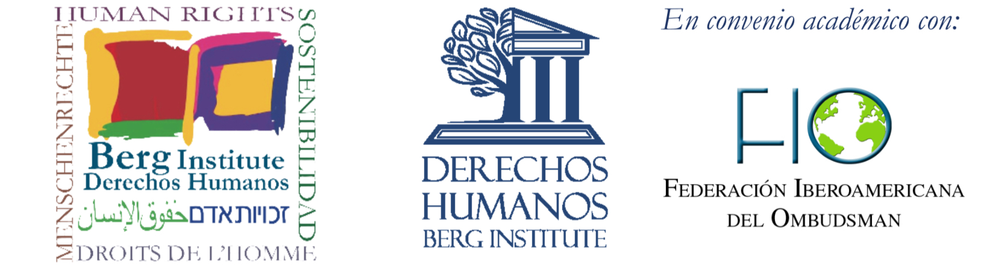 HUMAN RIGHTS
MENSCHENRECHTE
SOSTENIBILIDAD
Berg Institute
Derechos Humanos
حقوق الإنسان זכויות אדם
DROITS DE L'HOMME
DERECHOS
HUMANOS
BERG INSTITUTE
En convenio académico con:
FIO
FEDERACIÓN IBEROAMERICANA
DEL OMBUDSMAN